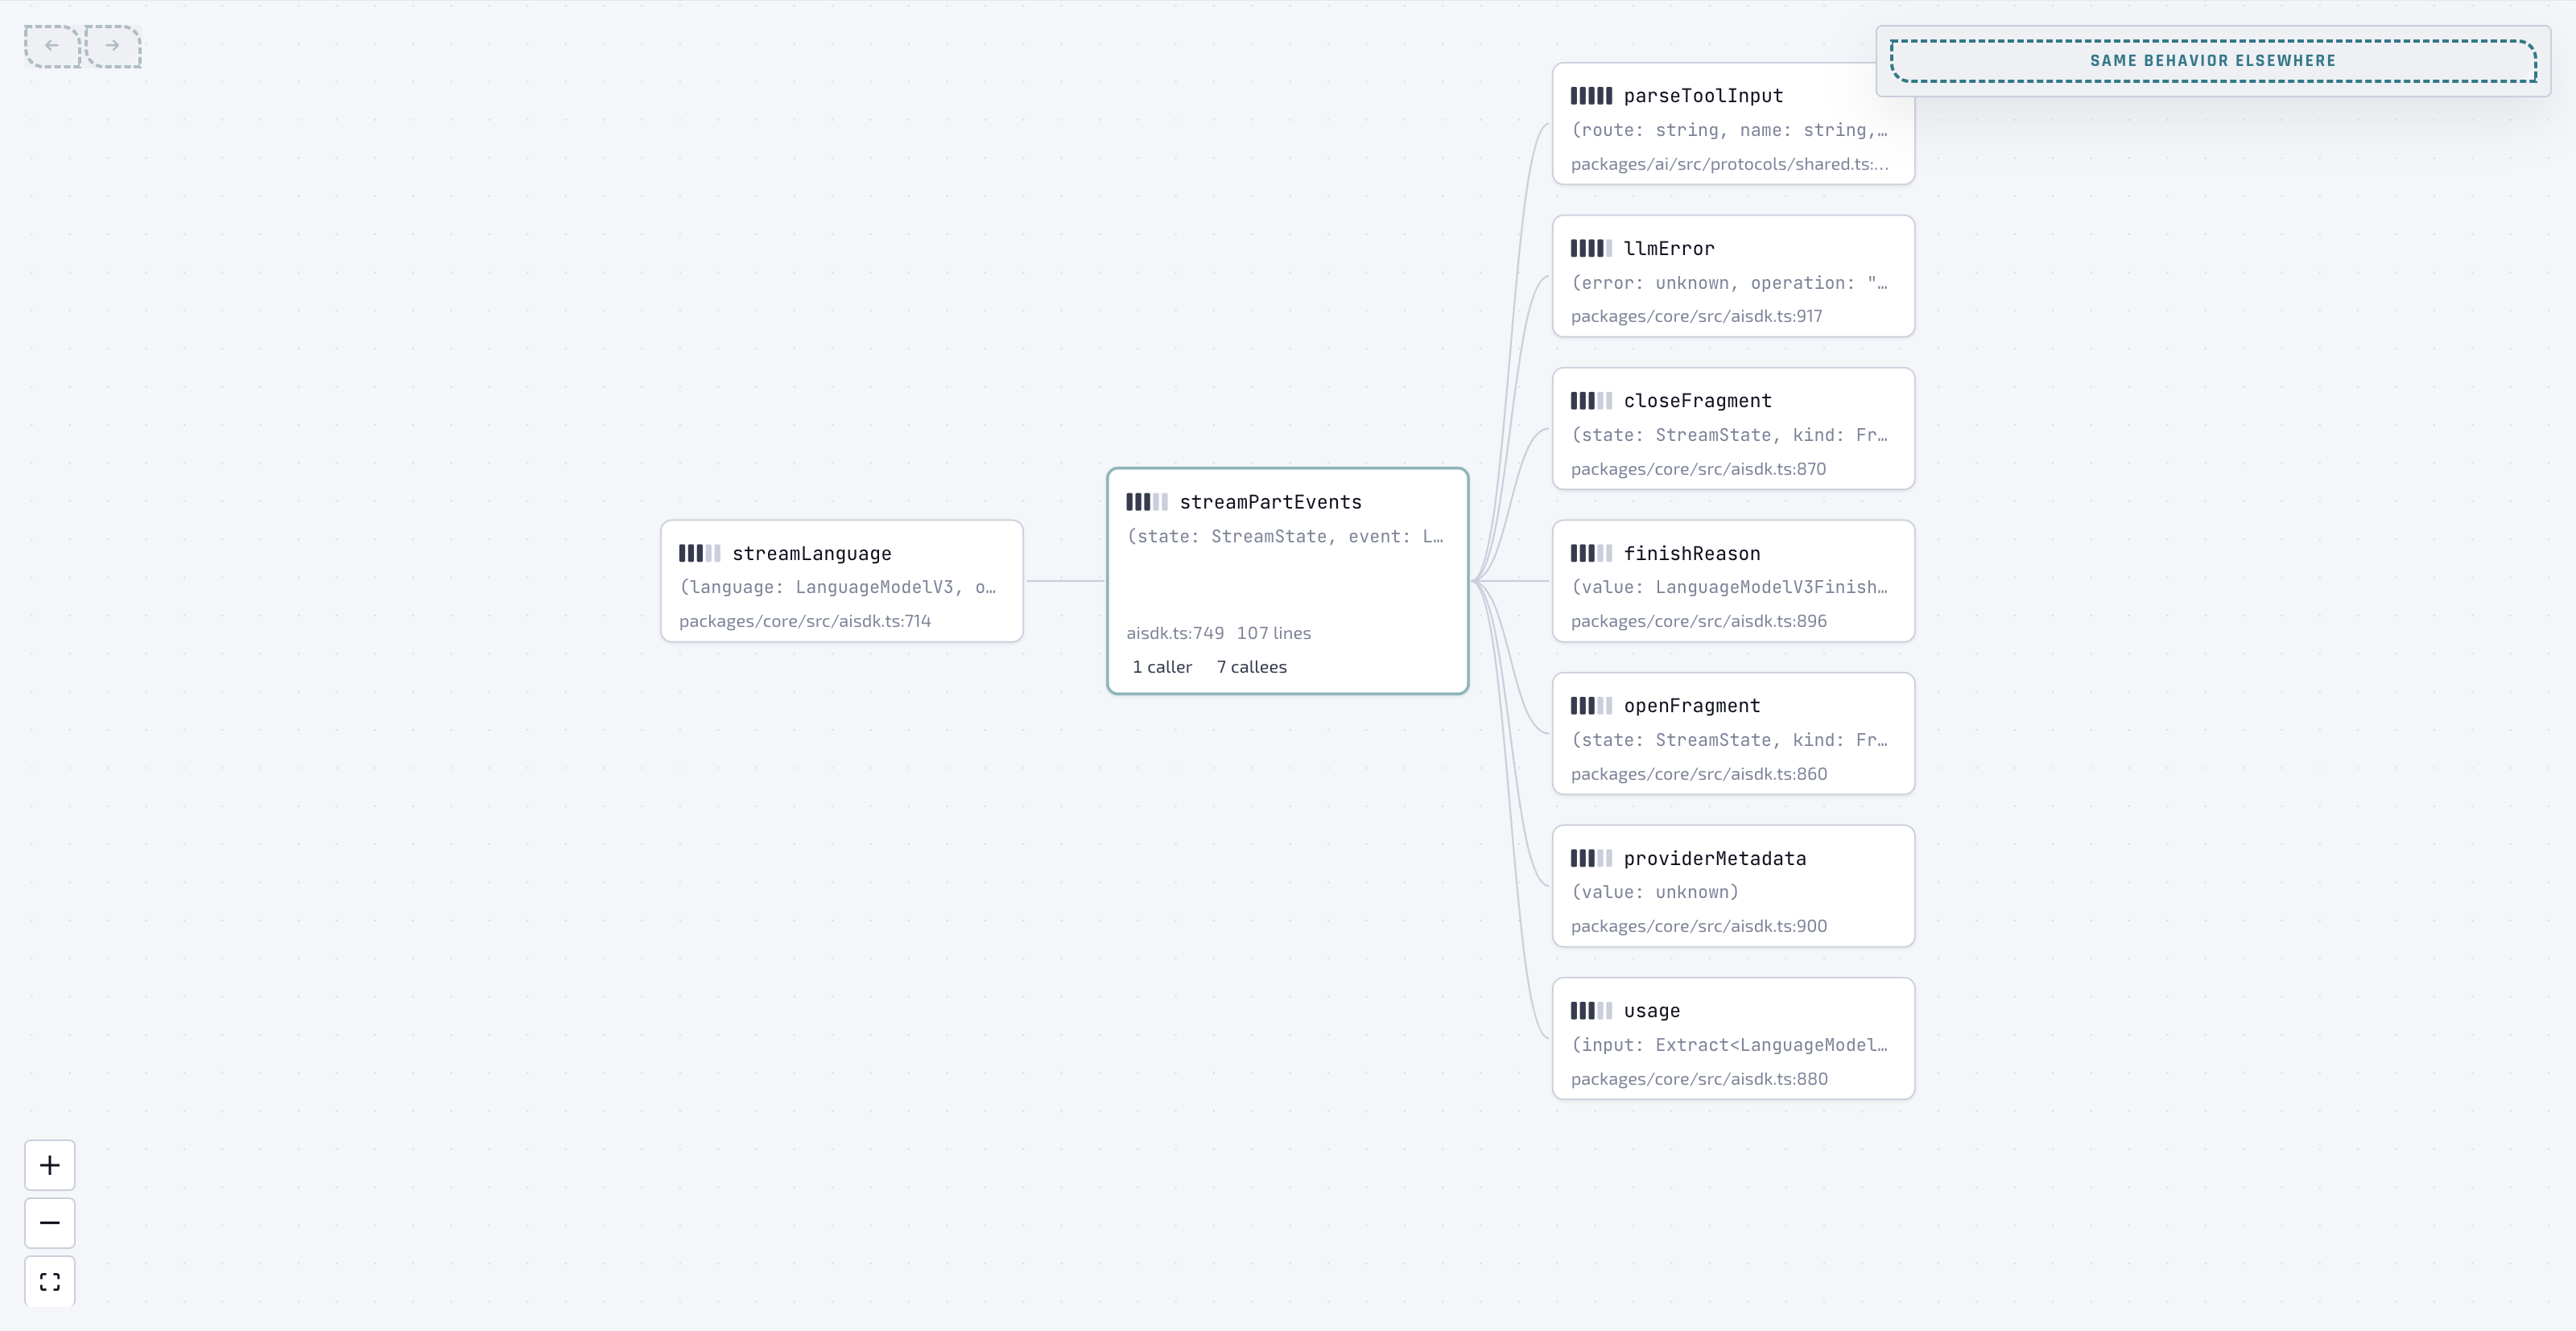 SAME BEHAVIOR ELSEWHERE
parseToolInput
(route: string, name: string,…
packages/ai/src/protocols/shared.ts:…
llmError
(error: unknown, operation: "…
packages/core/src/aisdk.ts:917
closeFragment
(state: StreamState, kind: Fr…
packages/core/src/aisdk.ts:870
streamPartEvents
(state: StreamState, event: L…
aisdk.ts:749 107 lines
1 caller 7 callees
streamLanguage
(language: LanguageModelV3, o…
packages/core/src/aisdk.ts:714
finishReason
(value: LanguageModelV3Finish…
packages/core/src/aisdk.ts:896
openFragment
(state: StreamState, kind: Fr…
packages/core/src/aisdk.ts:860
providerMetadata
(value: unknown)
packages/core/src/aisdk.ts:900
usage
(input: Extract<LanguageModel…
packages/core/src/aisdk.ts:880